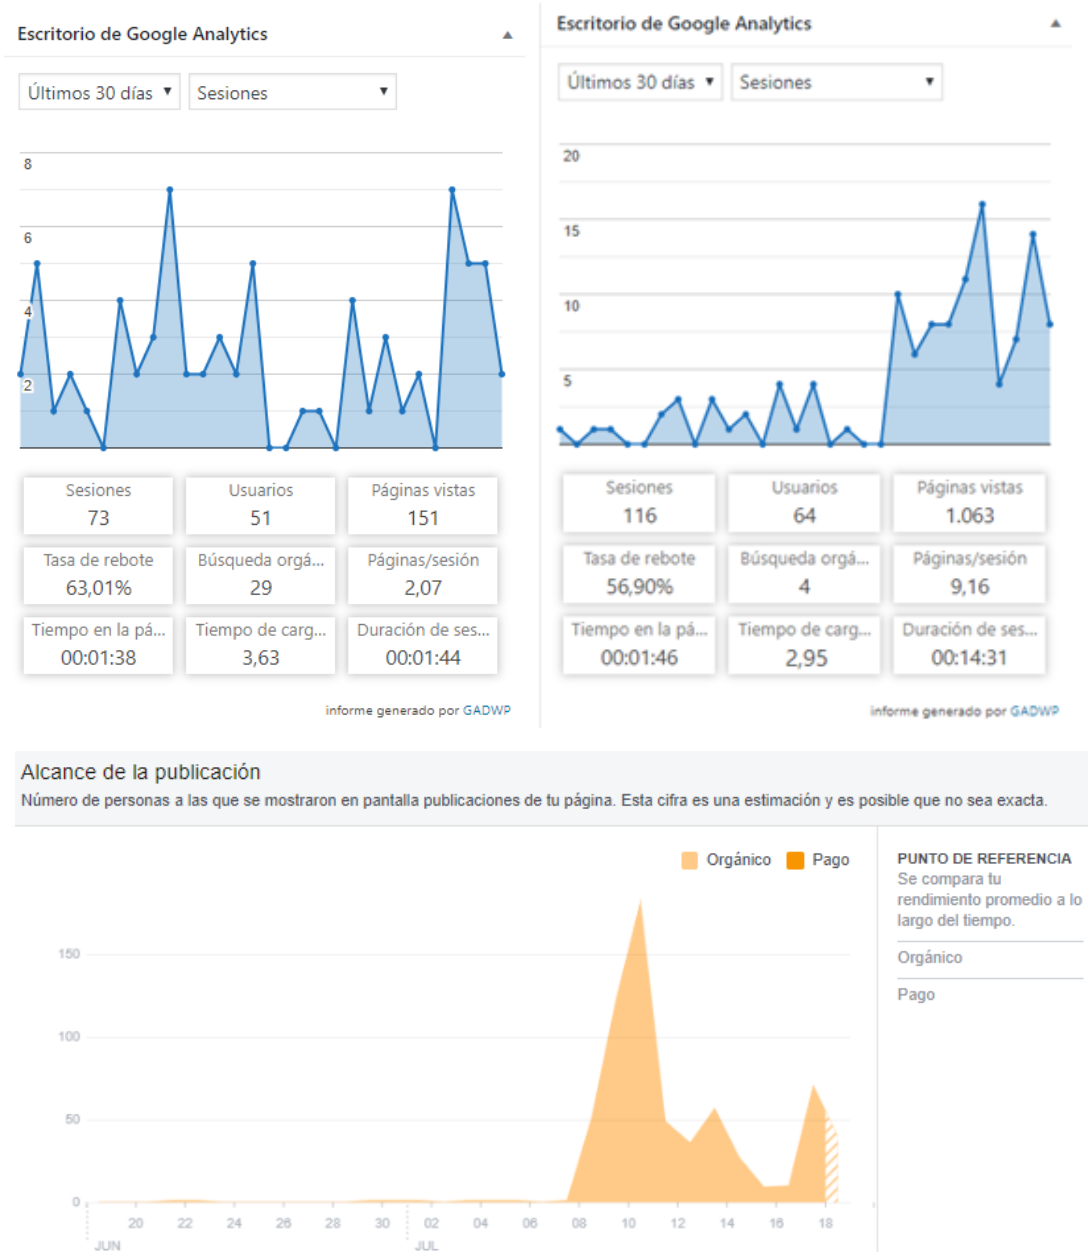 Escritorio de Google Analytics
Últimos 30 días
Sesiones
8
6
4
2
Sesiones
73
Usuarios
51
Páginas vistas
151
Tasa de rebote
63,01%
Búsqueda orgá...
29
Páginas/sesión
2,07
Tiempo en la pá...
00:01:38
Tiempo de carg...
3,63
Duración de ses...
00:01:44
informe generado por GADWP
Escritorio de Google Analytics
Últimos 30 días
Sesiones
20
15
10
5
Sesiones
116
Usuarios
64
Páginas vistas
1.063
Tasa de rebote
56,90%
Búsqueda orgá...
4
Páginas/sesión
9,16
Tiempo en la pá...
00:01:46
Tiempo de carg...
2,95
Duración de ses...
00:14:31
informe generado por GADWP
Alcance de la publicación
Número de personas a las que se mostraron en pantalla publicaciones de tu página. Esta cifra es una estimación y es posible que no sea exacta.
Orgánico
Pago
150
100
50
0
20 22 24 26 28 30 02 04 06 08 10 12 14 16 18
JUN JUL
PUNTO DE REFERENCIA
Se compara tu
rendimiento promedio a lo
largo del tiempo.
Orgánico
Pago